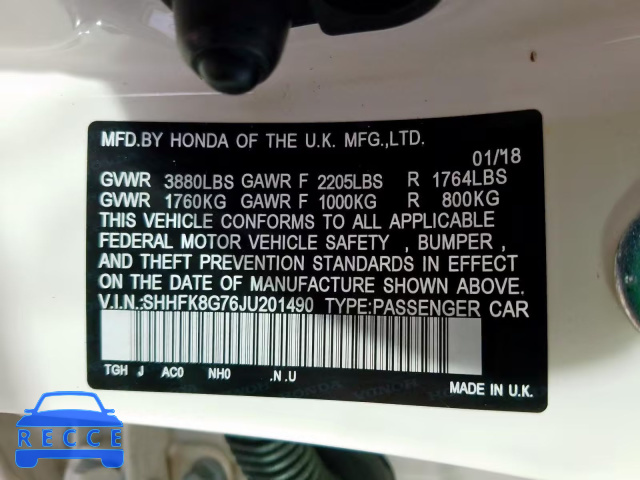 MFD.BY HONDA OF THE U.K. MFG.,LTD.
01/18
GVWR 3880LBS GAWR F 2205LBS R 1764LBS
GVWR 1760KG GAWR F 1000KG R 800KG
THIS VEHICLE CONFORMS TO ALL APPLICABLE
FEDERAL MOTOR VEHICLE SAFETY , BUMPER ,
AND THEFT PREVENTION STANDARDS IN EFFECT
ON THE DATE OF MANUFACTURE SHOWN ABOVE.
V.I.N.:SHHFK8G76JU201490 TYPE:PASSENGER CAR
TGH J AC0 NH0 .N.U
MADE IN U.K.
RECCE